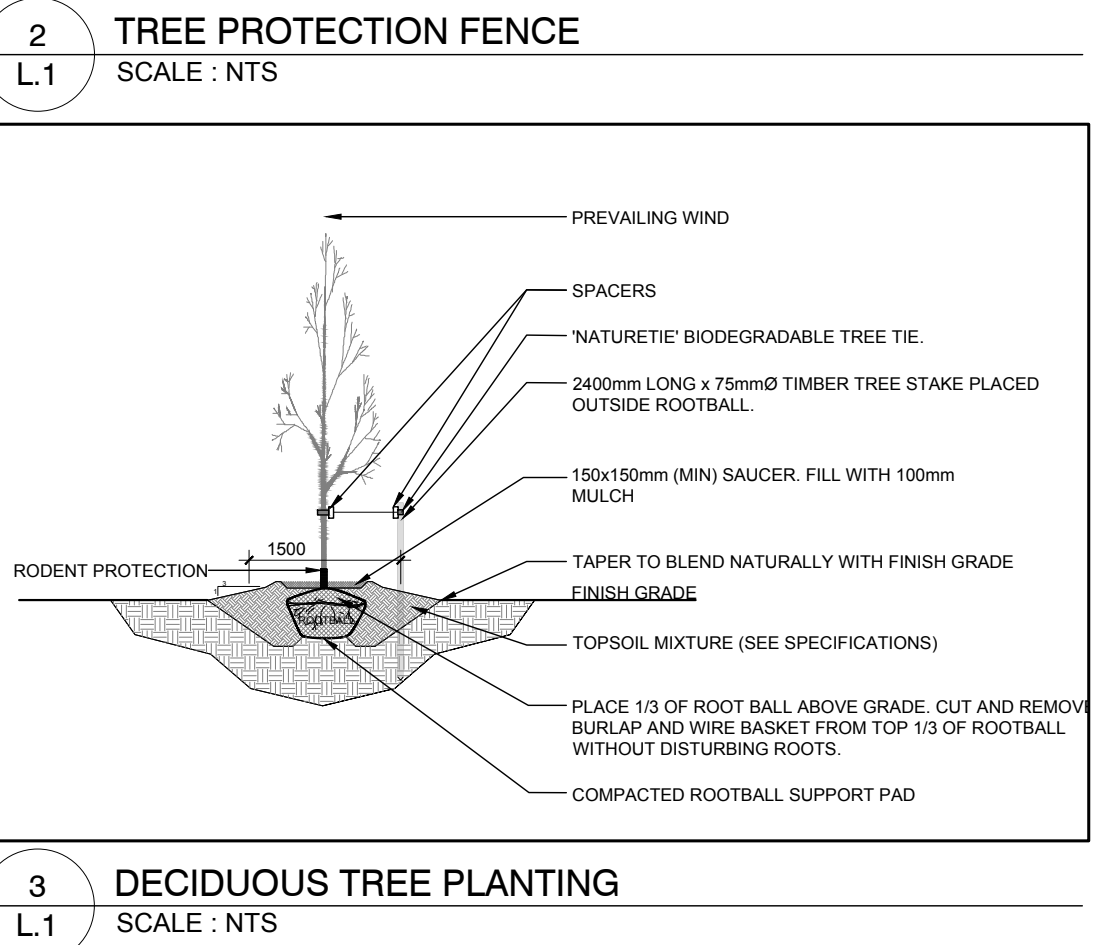 2
TREE PROTECTION FENCE
L.1
SCALE : NTS
PREVAILING WIND
SPACERS
'NATURETIE' BIODEGRADABLE TREE TIE.
2400mm LONG x 75mmØ TIMBER TREE STAKE PLACED
OUTSIDE ROOTBALL.
150x150mm (MIN) SAUCER. FILL WITH 100mm
MULCH
1500
TAPER TO BLEND NATURALLY WITH FINISH GRADE
RODENT PROTECTION
3
1
FINISH GRADE
ROOTBALL
TOPSOIL MIXTURE (SEE SPECIFICATIONS)
PLACE 1/3 OF ROOT BALL ABOVE GRADE. CUT AND REMOVE
BURLAP AND WIRE BASKET FROM TOP 1/3 OF ROOTBALL
WITHOUT DISTURBING ROOTS.
COMPACTED ROOTBALL SUPPORT PAD
3
DECIDUOUS TREE PLANTING
L.1
SCALE : NTS